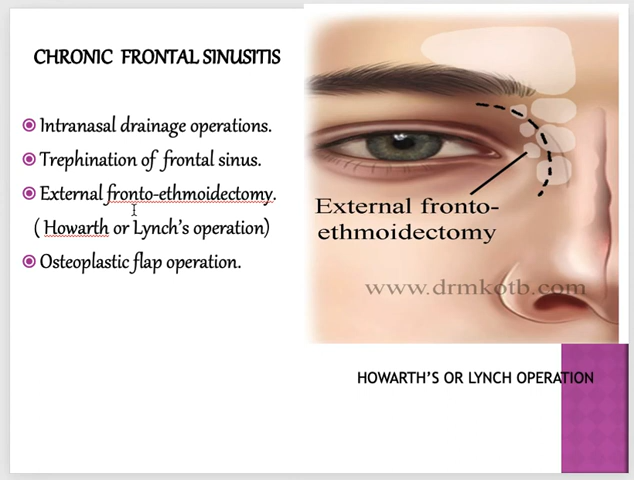 CHRONIC FRONTAL SINUSITIS
Intranasal drainage operations.
Trephination of frontal sinus.
External fronto-ethmoidectomy.
( Howarth or Lynch's operation)
Osteoplastic flap operation.
External fronto-
ethmoidectomy
www.drmkotb.com
HOWARTH'S OR LYNCH OPERATION